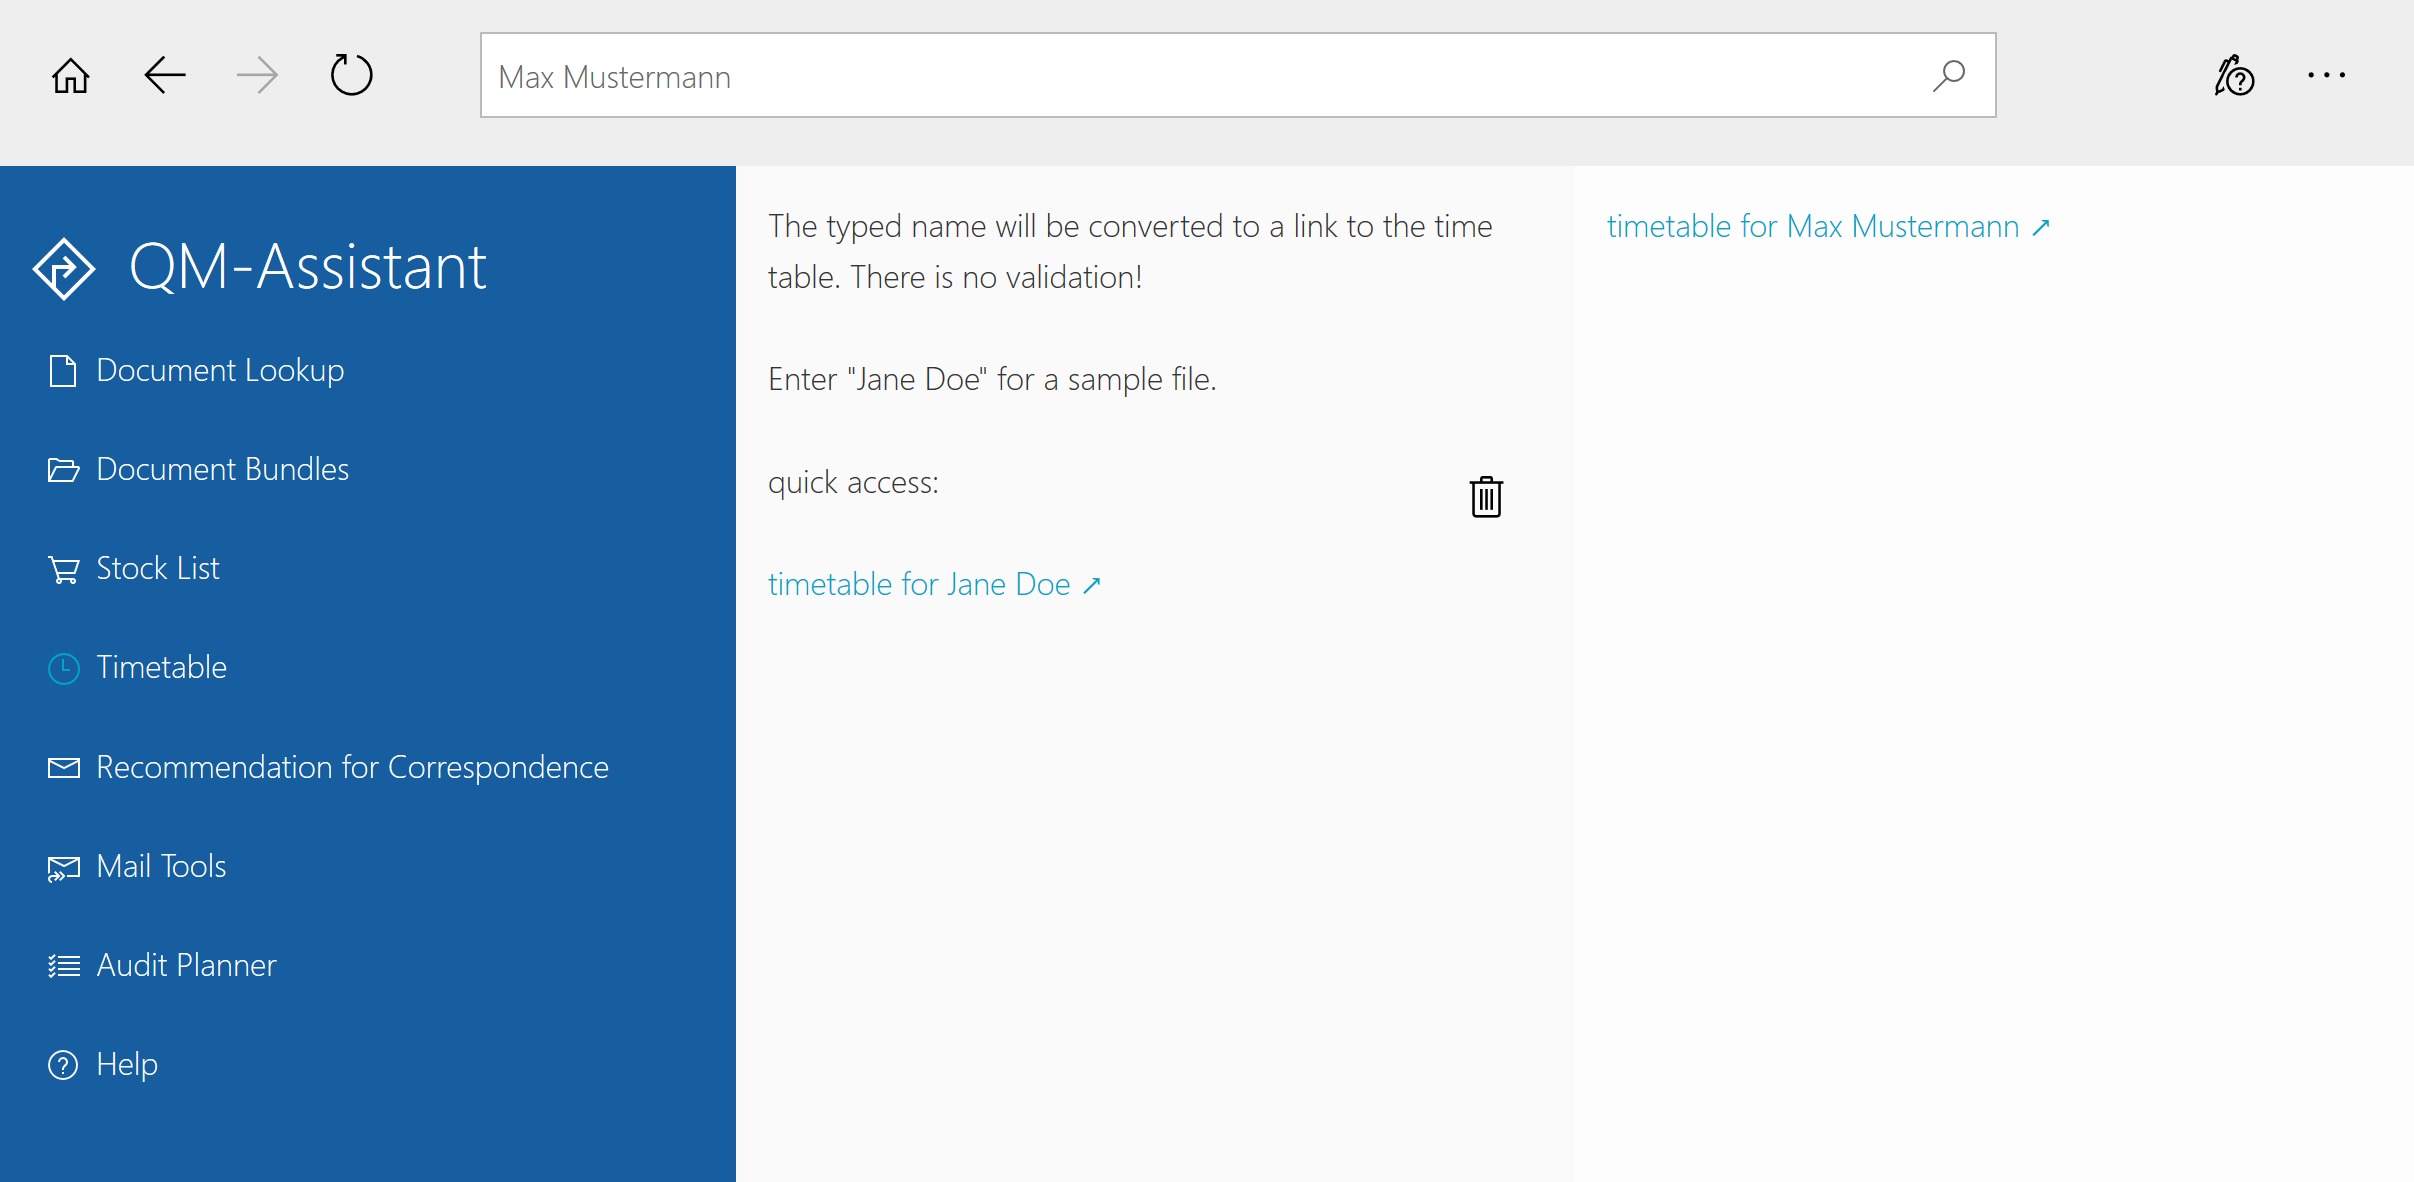 Max Mustermann
QM-Assistant
Document Lookup
Document Bundles
Stock List
Timetable
Recommendation for Correspondence
Mail Tools
Audit Planner
Help
The typed name will be converted to a link to the time
table. There is no validation!
Enter "Jane Doe" for a sample file.
quick access:
timetable for Jane Doe ↗
timetable for Max Mustermann ↗